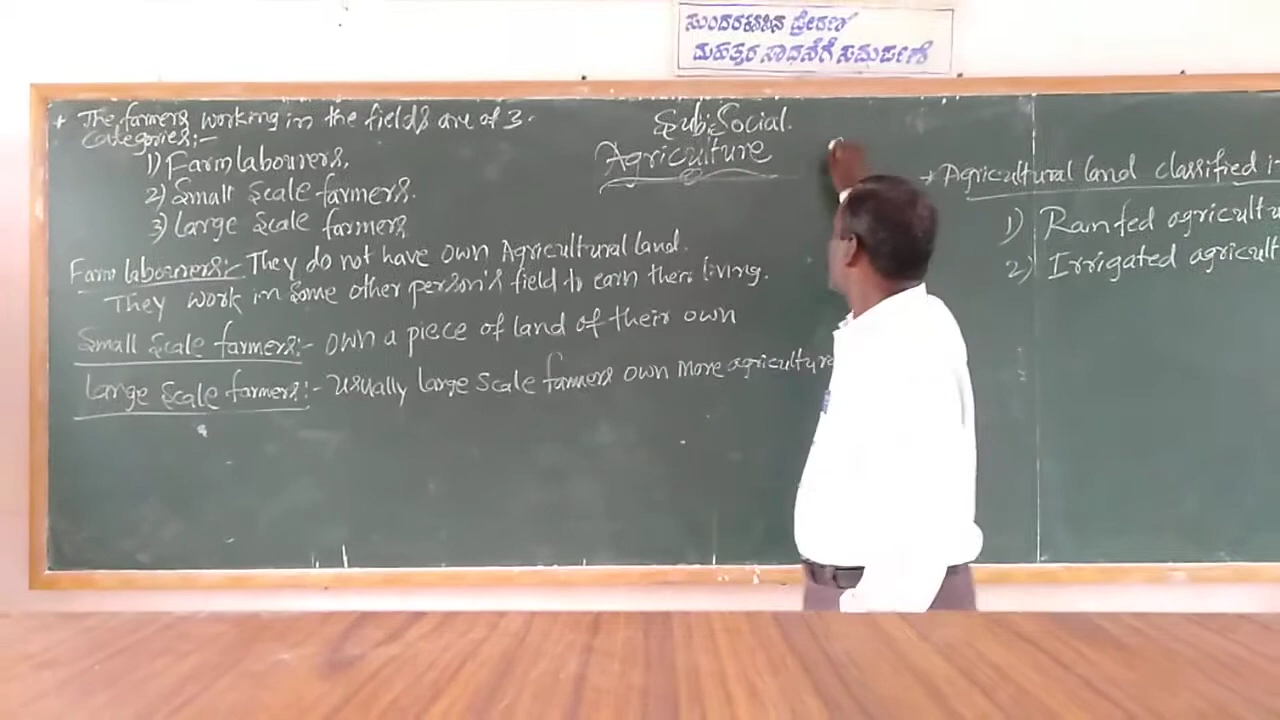 ಸುಂದರಕನಸಿನ ಪ್ರೇರಣೆ
ಮಹತ್ತರ ಸಾಧನೆಗೆ ಸಮರ್ಪಣೆ
Sub:Social.
Agriculture
* The farmers working in the fields are of 3.
Categories:-
1) Farm labourers.
2) Small Scale farmers.
3) Large Scale farmers
Farm labourers:- They do not have own Agricultural land.
They work in Some other person's field to earn their living.
Small Scale farmers:- own a piece of land of their own
Large Scale farmers:- Usually large scale farmers own more agricultura
Agricultural land classified i
1) Rainfed agricultu
2) Irrigated agricult